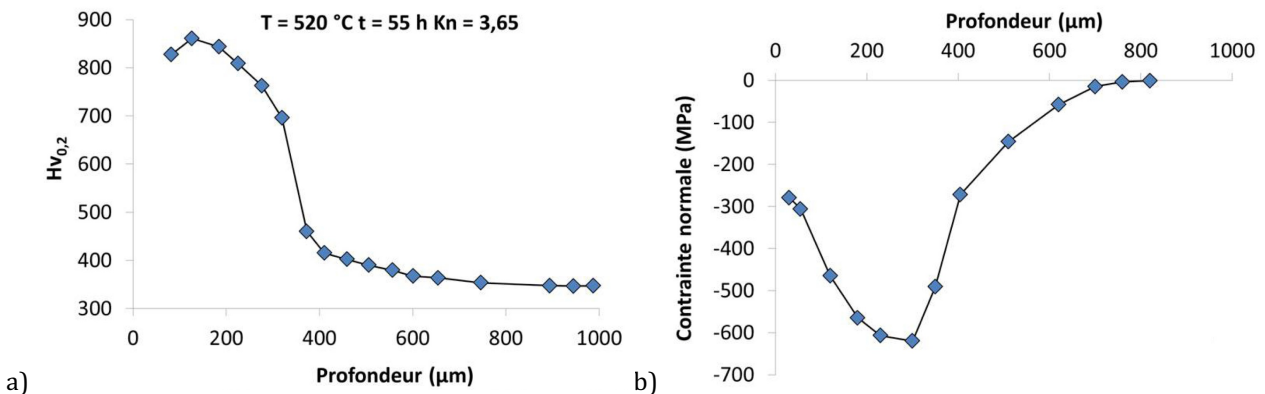 T = 520 °C t = 55 h Kn = 3,65
900
800
700
600
500
400
300
Hv0,2
0 200 400 600 800 1000
Profondeur (µm)
a)
Profondeur (µm)
0 200 400 600 800 1000
0
-100
-200
-300
-400
-500
-600
-700
Contrainte normale (MPa)
b)